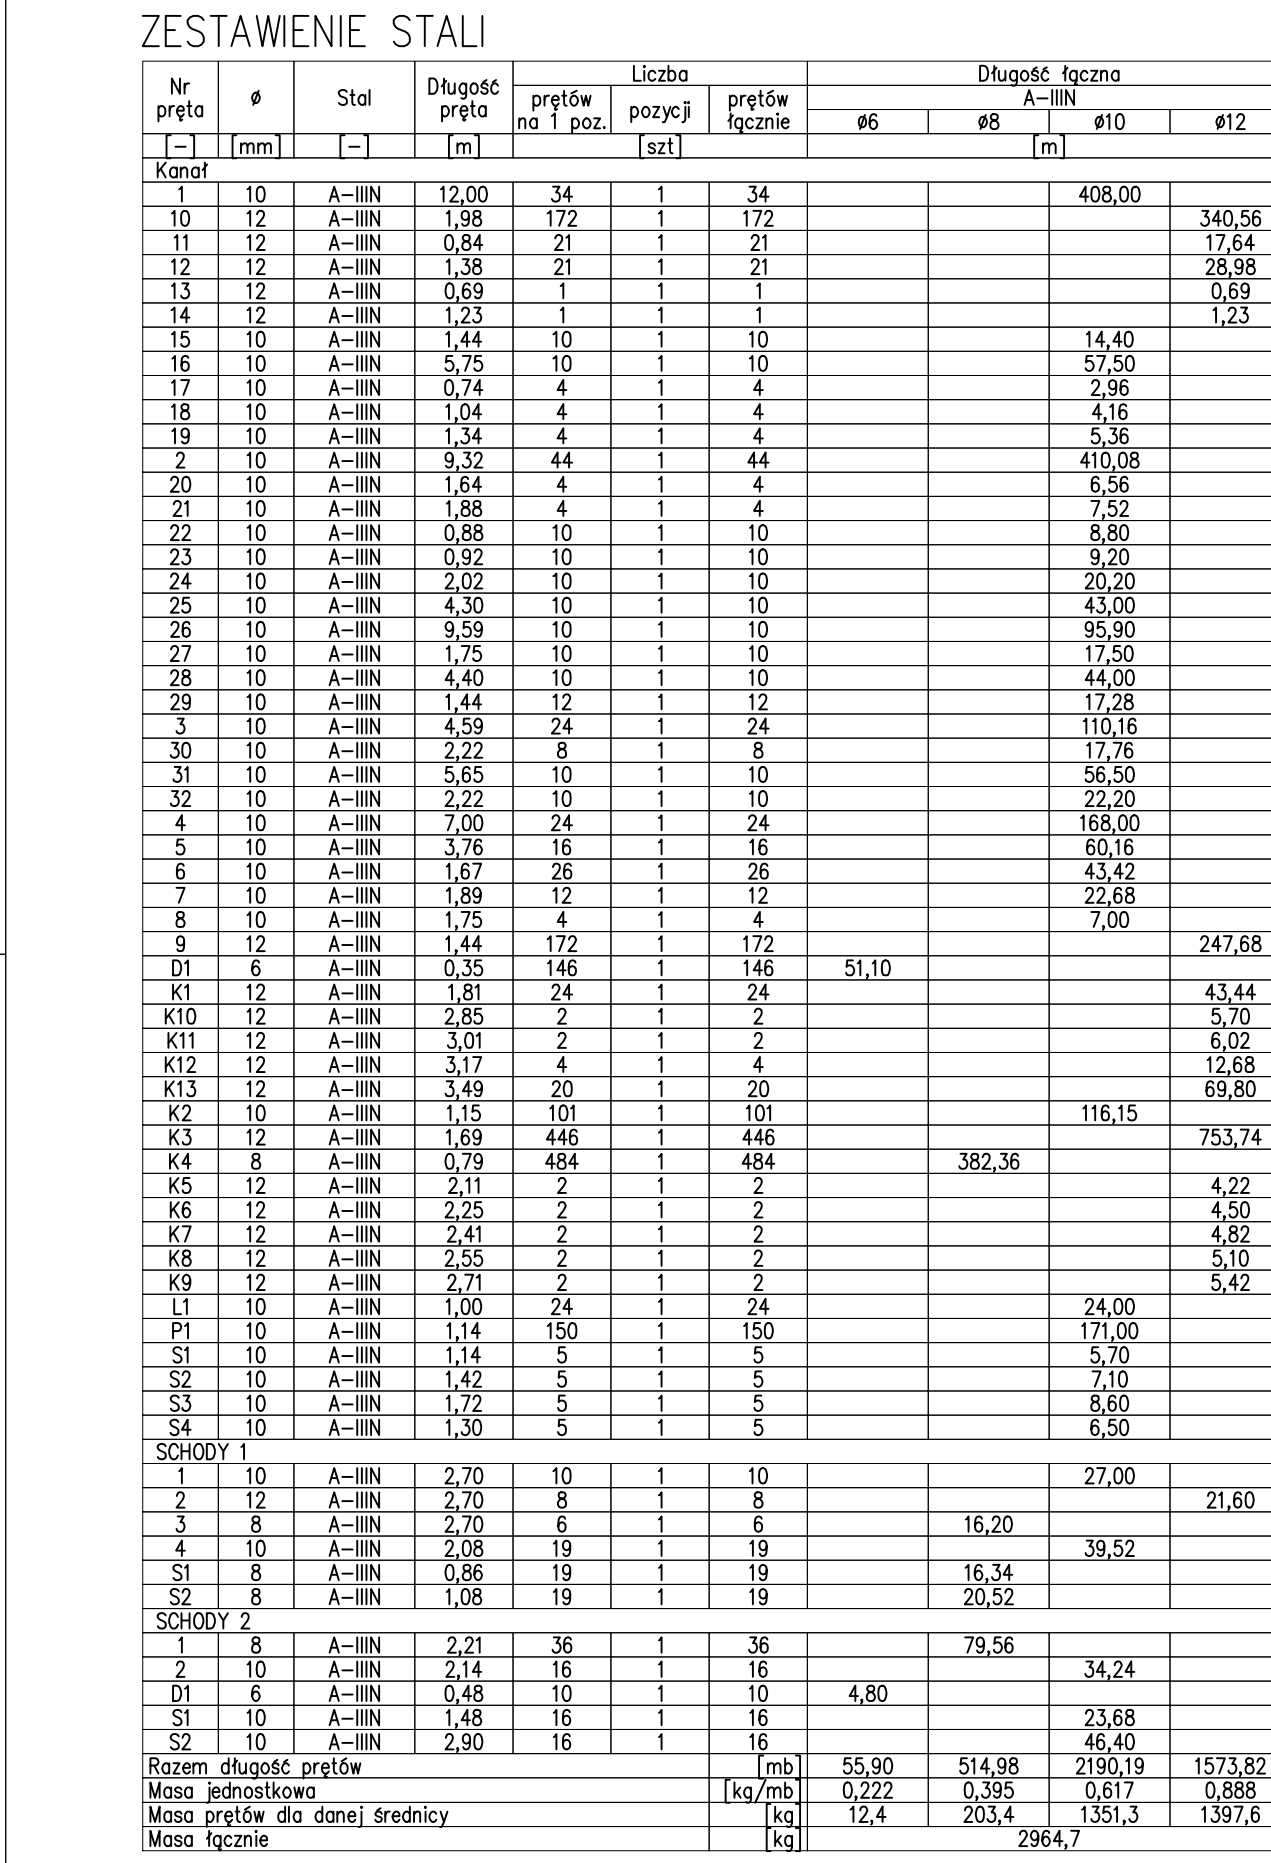 ZESTAWIENIE STALI
Nr pręta ø Stal Długość pręta Liczba Długość łączna
prętów na 1 poz. pozycji prętów łącznie A-IIIN
ø6 ø8 ø10 ø12
[-] [mm] [-] [m] [szt] [m]
Kanał
1 10 A-IIIN 12,00 34 1 34 408,00
10 12 A-IIIN 1,98 172 1 172 340,56
11 12 A-IIIN 0,84 21 1 21 17,64
12 12 A-IIIN 1,38 21 1 21 28,98
13 12 A-IIIN 0,69 1 1 1 0,69
14 12 A-IIIN 1,23 1 1 1 1,23
15 10 A-IIIN 1,44 10 1 10 14,40
16 10 A-IIIN 5,75 10 1 10 57,50
17 10 A-IIIN 0,74 4 1 4 2,96
18 10 A-IIIN 1,04 4 1 4 4,16
19 10 A-IIIN 1,34 4 1 4 5,36
2 10 A-IIIN 9,32 44 1 44 410,08
20 10 A-IIIN 1,64 4 1 4 6,56
21 10 A-IIIN 1,88 4 1 4 7,52
22 10 A-IIIN 0,88 10 1 10 8,80
23 10 A-IIIN 0,92 10 1 10 9,20
24 10 A-IIIN 2,02 10 1 10 20,20
25 10 A-IIIN 4,30 10 1 10 43,00
26 10 A-IIIN 9,59 10 1 10 95,90
27 10 A-IIIN 1,75 10 1 10 17,50
28 10 A-IIIN 4,40 10 1 10 44,00
29 10 A-IIIN 1,44 12 1 12 17,28
3 10 A-IIIN 4,59 24 1 24 110,16
30 10 A-IIIN 2,22 8 1 8 17,76
31 10 A-IIIN 5,65 10 1 10 56,50
32 10 A-IIIN 2,22 10 1 10 22,20
4 10 A-IIIN 7,00 24 1 24 168,00
5 10 A-IIIN 3,76 16 1 16 60,16
6 10 A-IIIN 1,67 26 1 26 43,42
7 10 A-IIIN 1,89 12 1 12 22,68
8 10 A-IIIN 1,75 4 1 4 7,00
9 12 A-IIIN 1,44 172 1 172 247,68
D1 6 A-IIIN 0,35 146 1 146 51,10
K1 12 A-IIIN 1,81 24 1 24 43,44
K10 12 A-IIIN 2,85 2 1 2 5,70
K11 12 A-IIIN 3,01 2 1 2 6,02
K12 12 A-IIIN 3,17 4 1 4 12,68
K13 12 A-IIIN 3,49 20 1 20 69,80
K2 10 A-IIIN 1,15 101 1 101 116,15
K3 12 A-IIIN 1,69 446 1 446 753,74
K4 8 A-IIIN 0,79 484 1 484 382,36
K5 12 A-IIIN 2,11 2 1 2 4,22
K6 12 A-IIIN 2,25 2 1 2 4,50
K7 12 A-IIIN 2,41 2 1 2 4,82
K8 12 A-IIIN 2,55 2 1 2 5,10
K9 12 A-IIIN 2,71 2 1 2 5,42
L1 10 A-IIIN 1,00 24 1 24 24,00
P1 10 A-IIIN 1,14 150 1 150 171,00
S1 10 A-IIIN 1,14 5 1 5 5,70
S2 10 A-IIIN 1,42 5 1 5 7,10
S3 10 A-IIIN 1,72 5 1 5 8,60
S4 10 A-IIIN 1,30 5 1 5 6,50
SCHODY 1
1 10 A-IIIN 2,70 10 1 10 27,00
2 12 A-IIIN 2,70 8 1 8 21,60
3 8 A-IIIN 2,70 6 1 6 16,20
4 10 A-IIIN 2,08 19 1 19 39,52
S1 8 A-IIIN 0,86 19 1 19 16,34
S2 8 A-IIIN 1,08 19 1 19 20,52
SCHODY 2
1 8 A-IIIN 2,21 36 1 36 79,56
2 10 A-IIIN 2,14 16 1 16 34,24
D1 6 A-IIIN 0,48 10 1 10 4,80
S1 10 A-IIIN 1,48 16 1 16 23,68
S2 10 A-IIIN 2,90 16 1 16 46,40
Razem długość prętów [mb] 55,90 514,98 2190,19 1573,82
Masa jednostkowa [kg/mb] 0,222 0,395 0,617 0,888
Masa prętów dla danej średnicy [kg] 12,4 203,4 1351,3 1397,6
Masa łącznie [kg] 2964,7